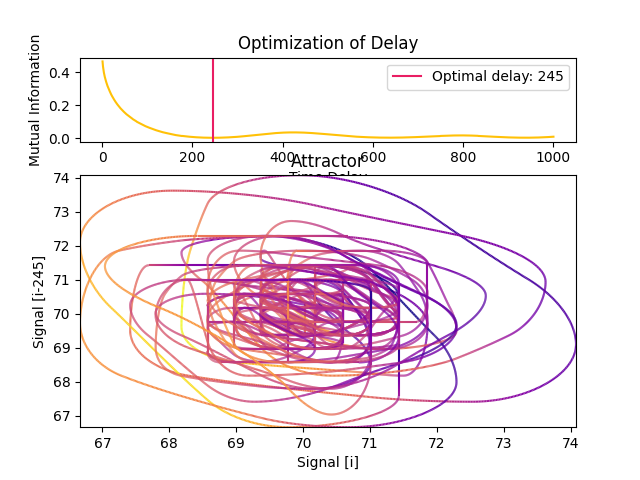 Optimization of Delay
Mutual Information
0.4
0.2
0.0
Optimal delay: 245
0 200 400 600 800 1000
Time Delay
Attractor
Signal [i-245]
74
73
72
71
70
69
68
67
67 68 69 70 71 72 73 74
Signal [i]